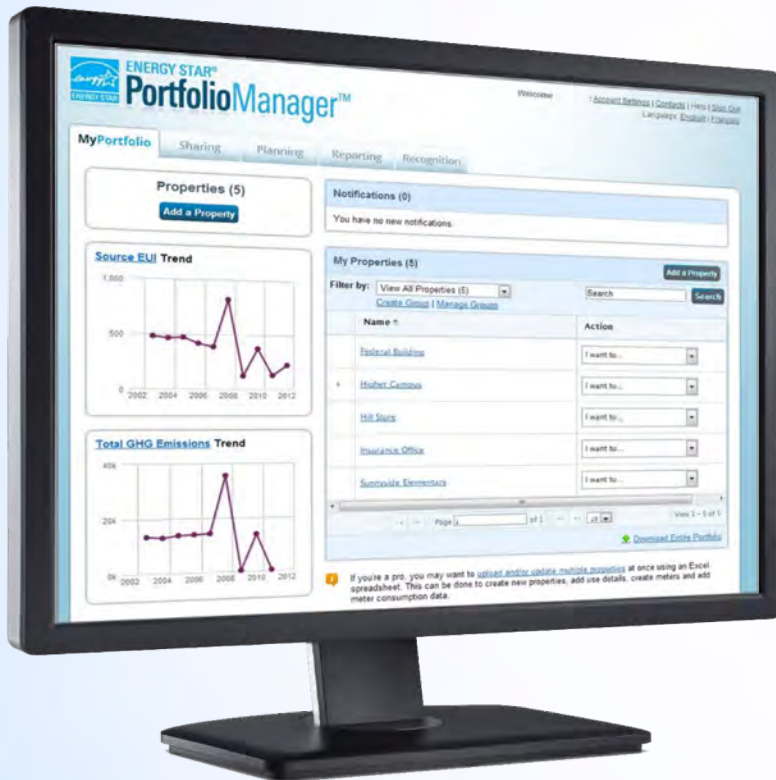 ENERGY STAR
ENERGY STAR®
PortfolioManager™
Welcome
| Account Settings | Contacts | Help | Sign Out
Language: English | Français
MyPortfolio
Sharing
Planning
Reporting
Recognition
Properties (5)
Add a Property
Source EUI Trend
1,000
500
0
2002 2004 2006 2008 2010 2012
Total GHG Emissions Trend
40k
20k
0k
2002 2004 2006 2008 2010 2012
Notifications (0)
You have no new notifications
My Properties (5)
Add a Property
Filter by: View All Properties (5)
Search
Search
Create Group | Manage Groups
Name
Action
Federal Building
I want to...
Higher Campus
I want to...
Hill Store
I want to...
Insurance Office
I want to...
Sunnyside Elementary
I want to...
Page 1 of 1
View 1 - 5 of 5
Download Entire Portfolio
If you're a pro, you may want to upload and/or update multiple properties at once using an Excel
spreadsheet. This can be done to create new properties, add use details, create meters and add
meter consumption data.